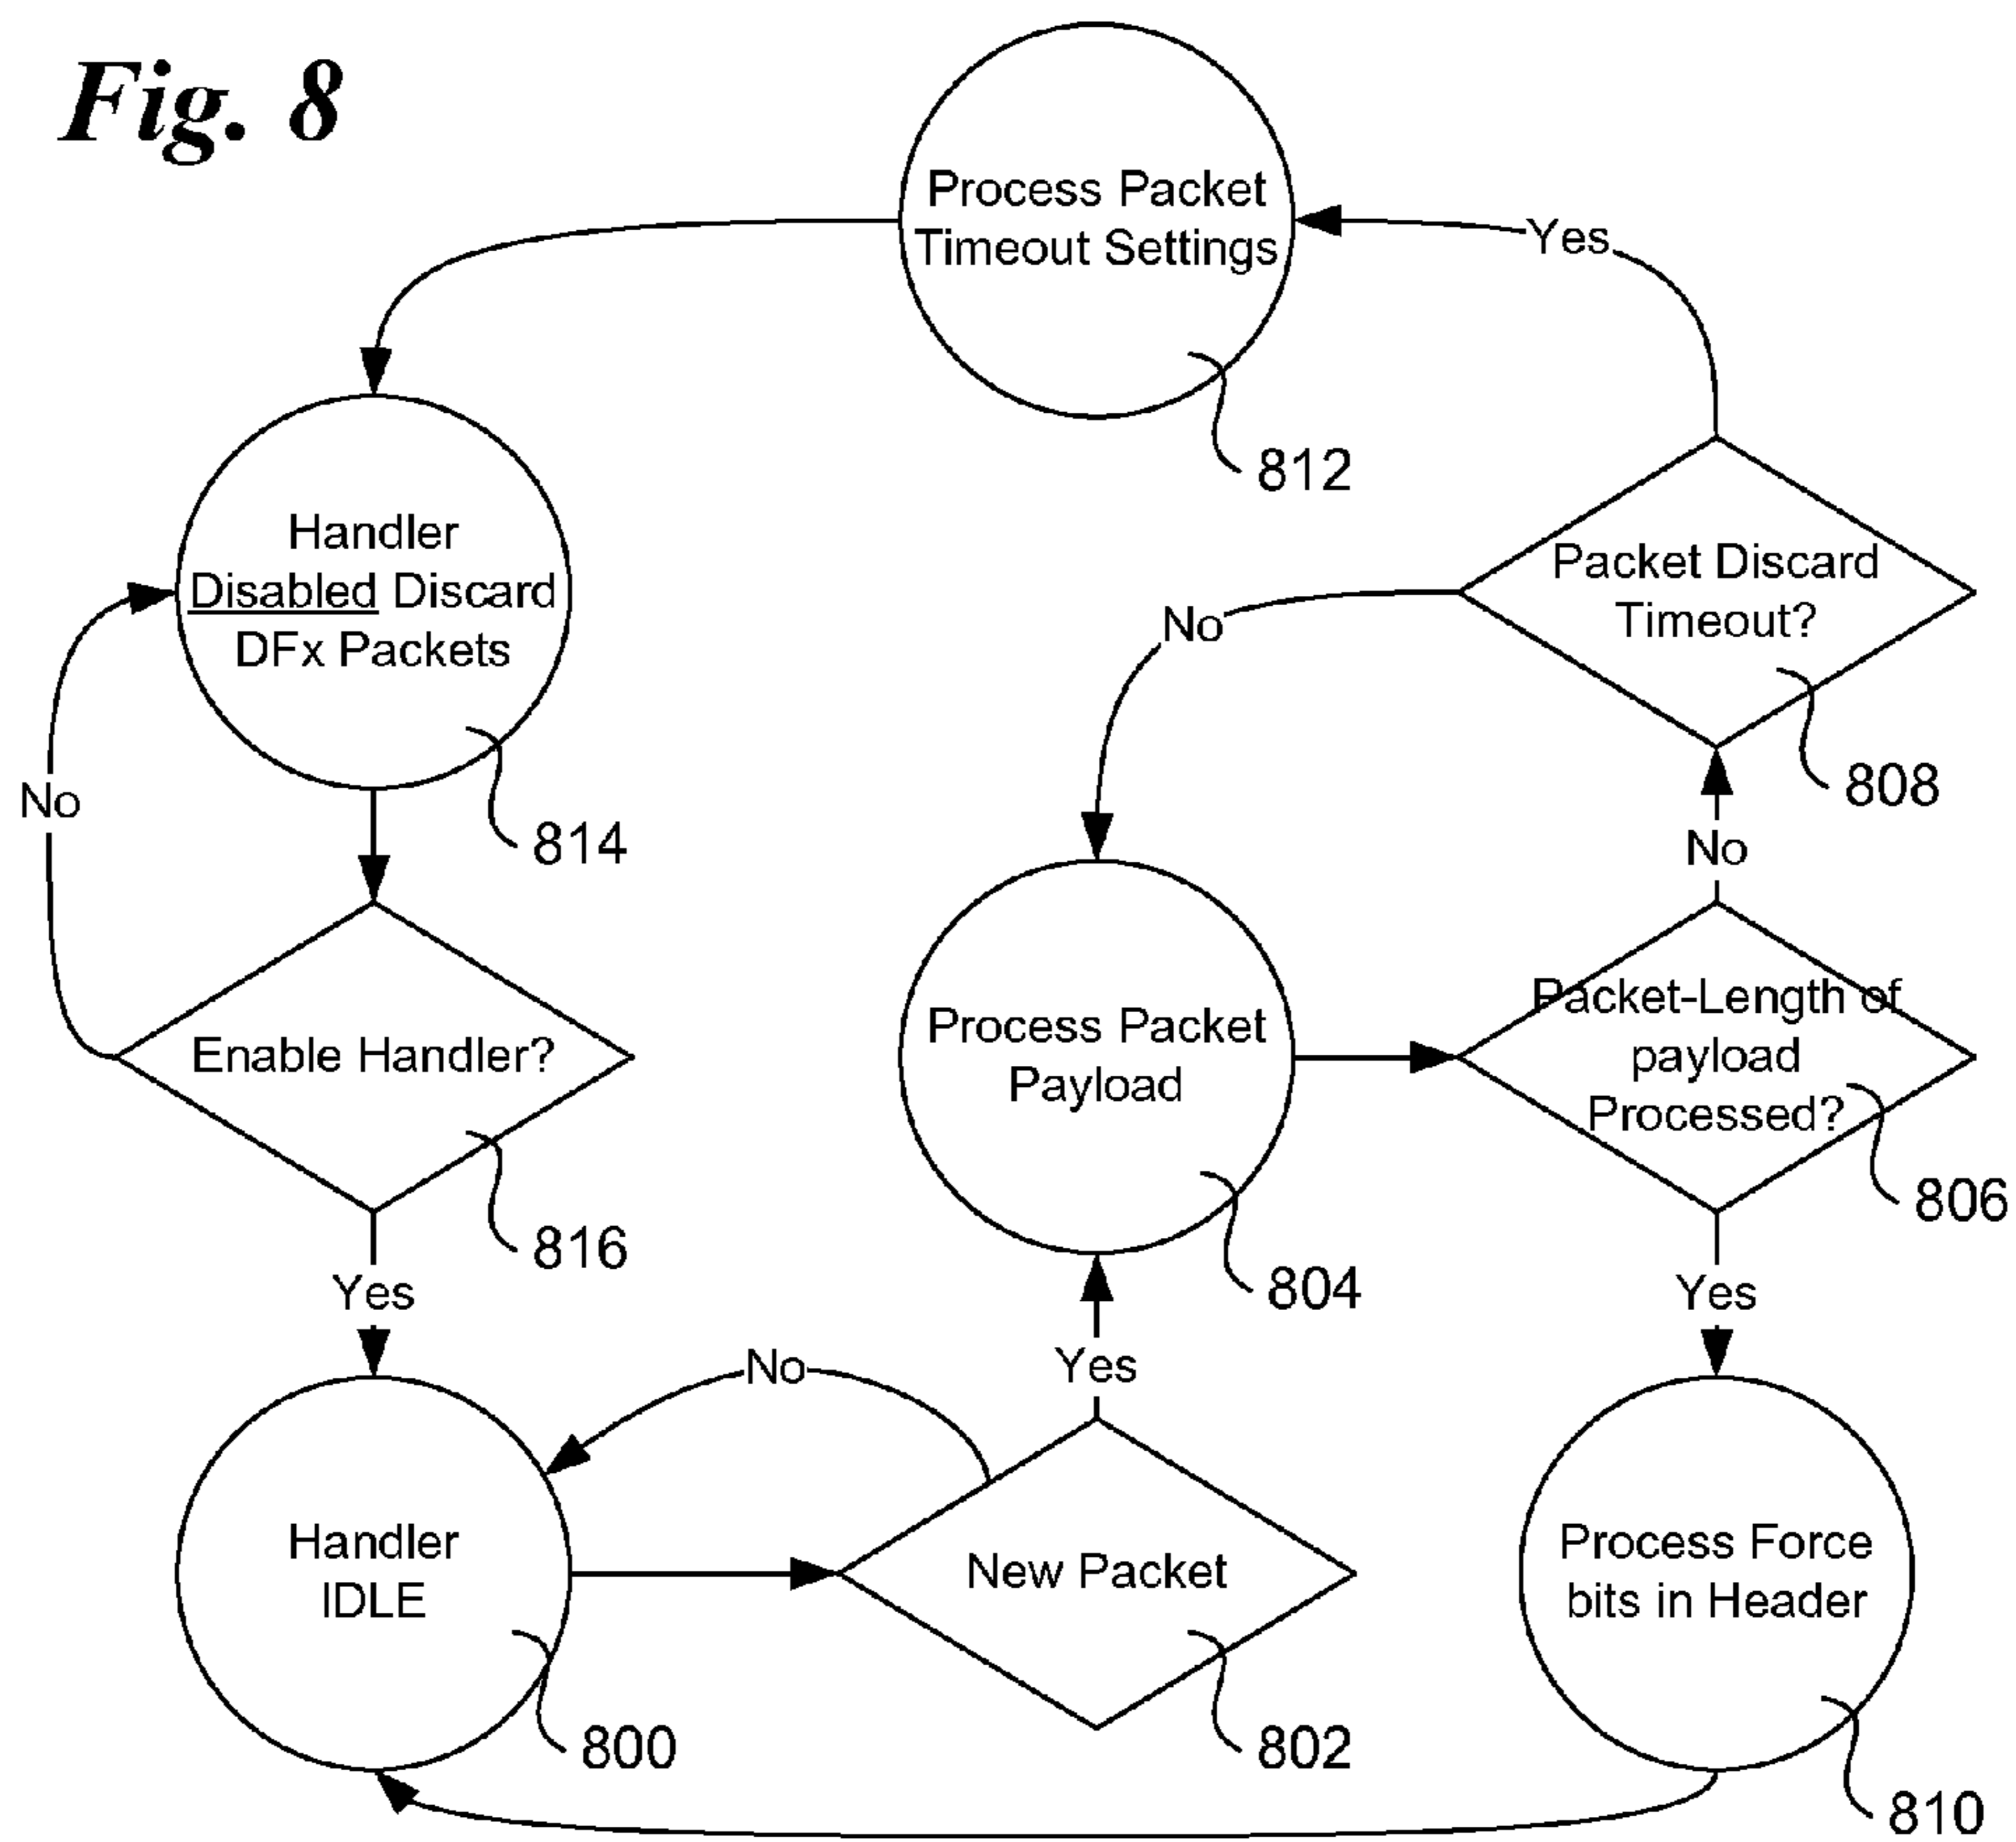 Fig. 8
Process Packet
Timeout Settings
812
Yes
Handler
Disabled Discard
DFx Packets
814
No
Packet Discard
Timeout?
808
No
No
Enable Handler?
816
Yes
Process Packet
Payload
804
Packet-Length of
payload
Processed?
806
Yes
Yes
No
Handler
IDLE
800
New Packet
802
Process Force
bits in Header
810